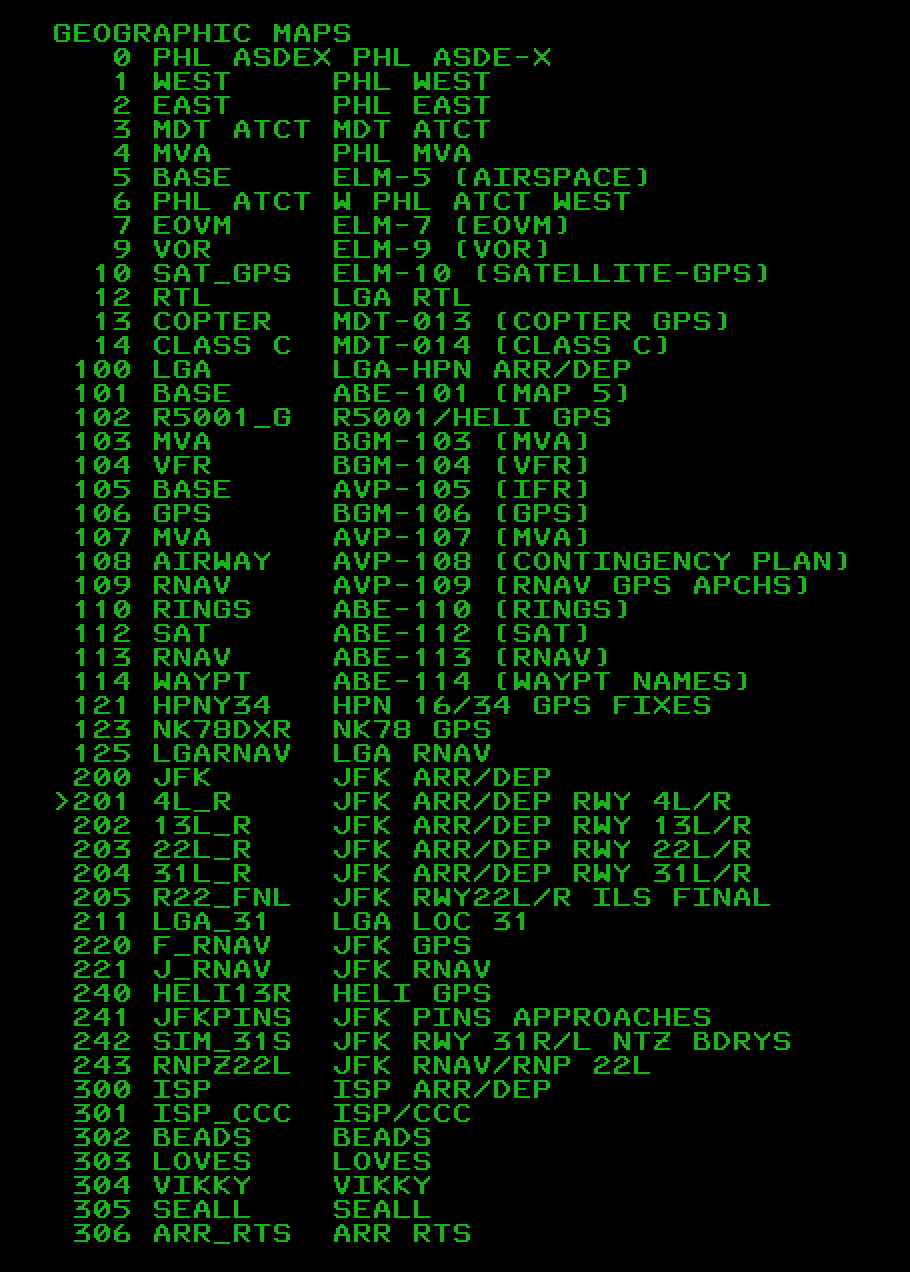 GEOGRAPHIC MAPS
0 PHL ASDEX PHL ASDE-X
1 WEST PHL WEST
2 EAST PHL EAST
3 MDT ATCT MDT ATCT
4 MVA PHL MVA
5 BASE ELM-5 (AIRSPACE)
6 PHL ATCT W PHL ATCT WEST
7 EOVM ELM-7 (EOVM)
9 VOR ELM-9 (VOR)
10 SAT_GPS ELM-10 (SATELLITE-GPS)
12 RTL LGA RTL
13 COPTER MDT-013 (COPTER GPS)
14 CLASS C MDT-014 (CLASS C)
100 LGA LGA-HPN ARR/DEP
101 BASE ABE-101 (MAP 5)
102 R5001_G R5001/HELI GPS
103 MVA BGM-103 (MVA)
104 VFR BGM-104 (VFR)
105 BASE AVP-105 (IFR)
106 GPS BGM-106 (GPS)
107 MVA AVP-107 (MVA)
108 AIRWAY AVP-108 (CONTINGENCY PLAN)
109 RNAV AVP-109 (RNAV GPS APCHS)
110 RINGS ABE-110 (RINGS)
112 SAT ABE-112 (SAT)
113 RNAV ABE-113 (RNAV)
114 WAYPT ABE-114 (WAYPT NAMES)
121 HPNY34 HPN 16/34 GPS FIXES
123 NK78DXR NK78 GPS
125 LGARNAV LGA RNAV
200 JFK JFK ARR/DEP
>201 4L_R JFK ARR/DEP RWY 4L/R
202 13L_R JFK ARR/DEP RWY 13L/R
203 22L_R JFK ARR/DEP RWY 22L/R
204 31L_R JFK ARR/DEP RWY 31L/R
205 R22_FNL JFK RWY22L/R ILS FINAL
211 LGA_31 LGA LOC 31
220 F_RNAV JFK GPS
221 J_RNAV JFK RNAV
240 HELI13R HELI GPS
241 JFKPINS JFK PINS APPROACHES
242 SIM_31S JFK RWY 31R/L NTZ BDRYS
243 RNPZ22L JFK RNAV/RNP 22L
300 ISP ISP ARR/DEP
301 ISP_CCC ISP/CCC
302 BEADS BEADS
303 LOVES LOVES
304 VIKKY VIKKY
305 SEALL SEALL
306 ARR_RTS ARR RTS